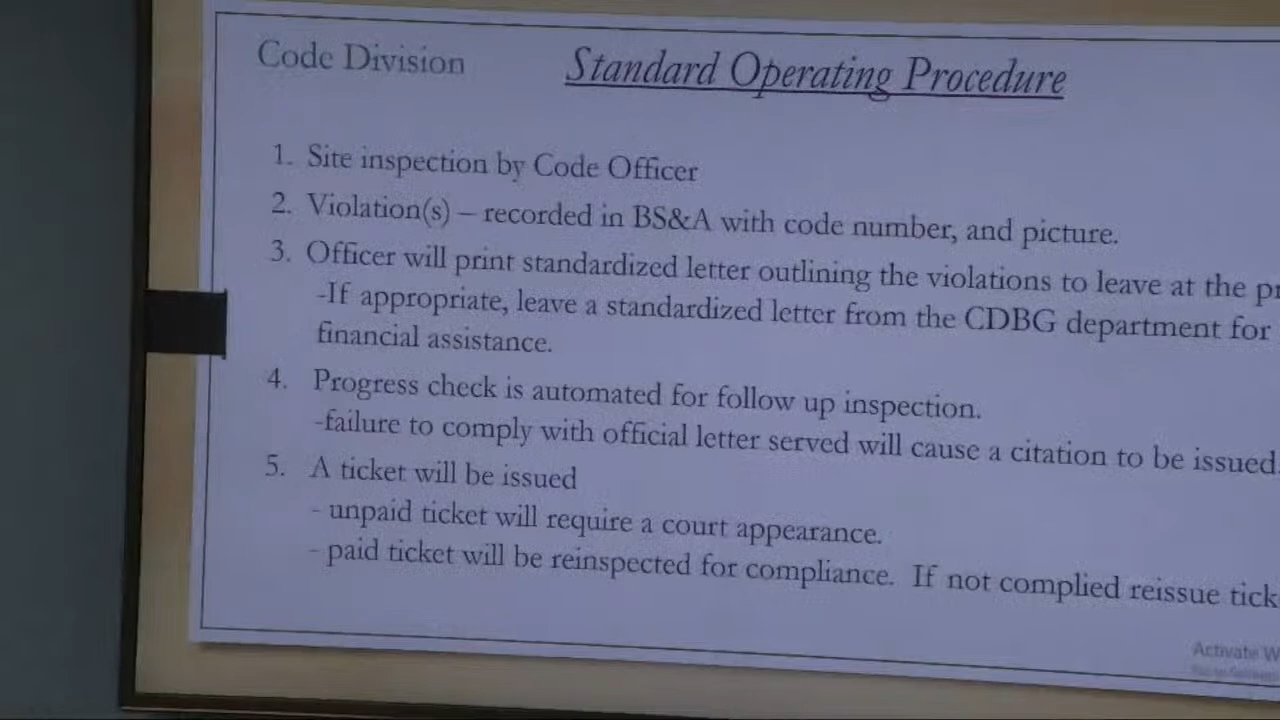 Code Division
Standard Operating Procedure
1. Site inspection by Code Officer
2. Violation(s) – recorded in BS&A with code number, and picture.
3. Officer will print standardized letter outlining the violations to leave at the
-If appropriate, leave a standardized letter from the CDBG department for
financial assistance.
4. Progress check is automated for follow up inspection.
-failure to comply with official letter served will cause a citation to be issued.
5. A ticket will be issued
- unpaid ticket will require a court appearance.
- paid ticket will be reinspected for compliance. If not complied reissue
Activate